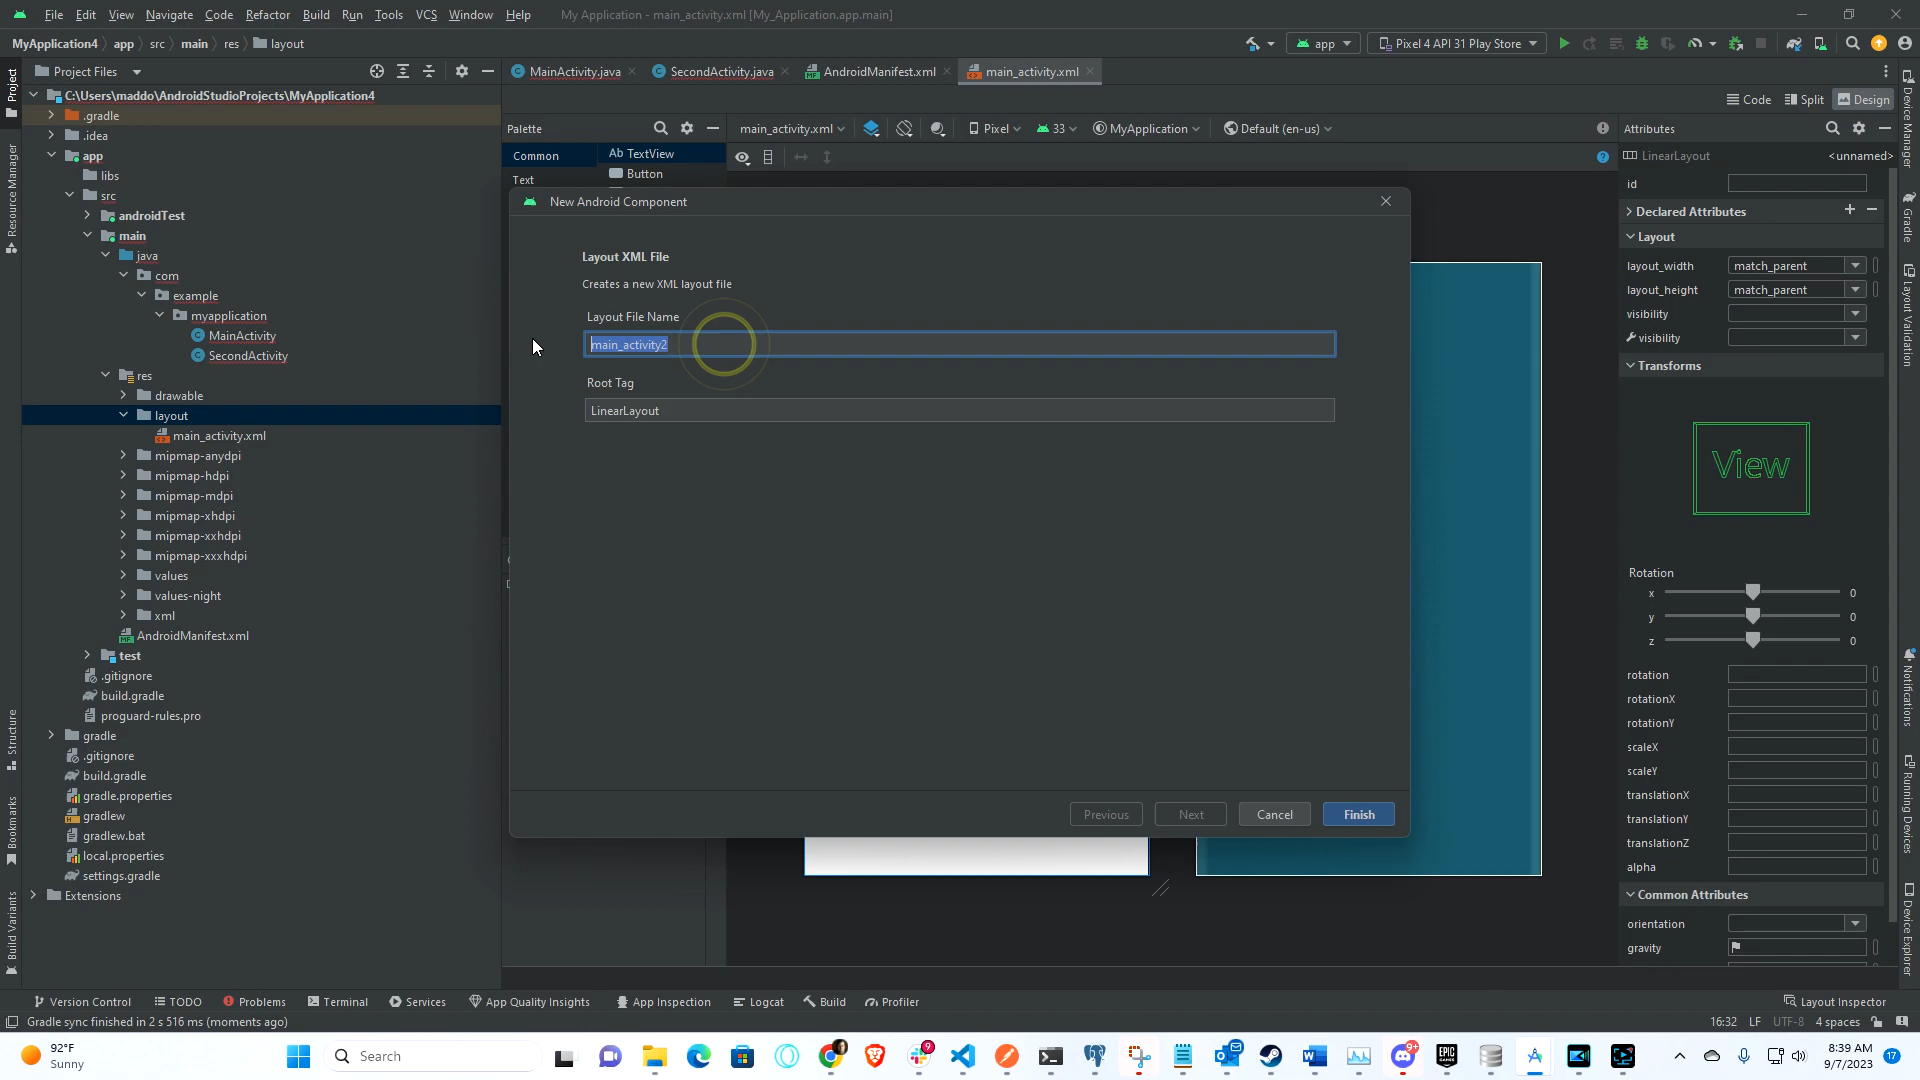 File Edit View Navigate Code Refactor Build Run Tools VCS Window Help My Application - main_activity.xml [My_Application.app.main]
MyApplication4 app src main res layout
app Pixel 4 API 31 Play Store
Project Files
MainActivity.java SecondActivity.java AndroidManifest.xml main_activity.xml
C:\Users\maddo\AndroidStudioProjects\MyApplication4
.gradle
.idea
app
libs
src
androidTest
main
java
com
example
myapplication
MainActivity
SecondActivity
res
drawable
layout
main_activity.xml
mipmap-anydpi
mipmap-hdpi
mipmap-mdpi
mipmap-xhdpi
mipmap-xxhdpi
mipmap-xxxhdpi
values
values-night
xml
AndroidManifest.xml
test
.gitignore
build.gradle
proguard-rules.pro
gradle
.gitignore
build.gradle
gradle.properties
gradlew
gradlew.bat
local.properties
settings.gradle
Extensions
Project
Resource Manager
Structure
Bookmarks
Build Variants
Code Split Design
Palette
Common
Text
Ab TextView
Button
main_activity.xml Pixel 33 MyApplication Default (en-us)
New Android Component
Layout XML File
Creates a new XML layout file
Layout File Name
main_activity2
Root Tag
LinearLayout
Previous Next Cancel Finish
Attributes
LinearLayout <unnamed>
id
Declared Attributes
Layout
layout_width match_parent
layout_height match_parent
visibility
visibility
Transforms
View
Rotation
x 0
y 0
z 0
rotation
rotationX
rotationY
scaleX
scaleY
translationX
translationY
translationZ
alpha
Common Attributes
orientation
gravity
Device Manager
Gradle
Layout Validation
Notifications
Running Devices
Device Explorer
Version Control TODO Problems Terminal Services App Quality Insights App Inspection Logcat Build Profiler Layout Inspector
Gradle sync finished in 2 s 516 ms (moments ago) 16:32 LF UTF-8 4 spaces
92°F
Sunny
Search
9
9+
EPIC
GAMES
8:39 AM
9/7/2023
17